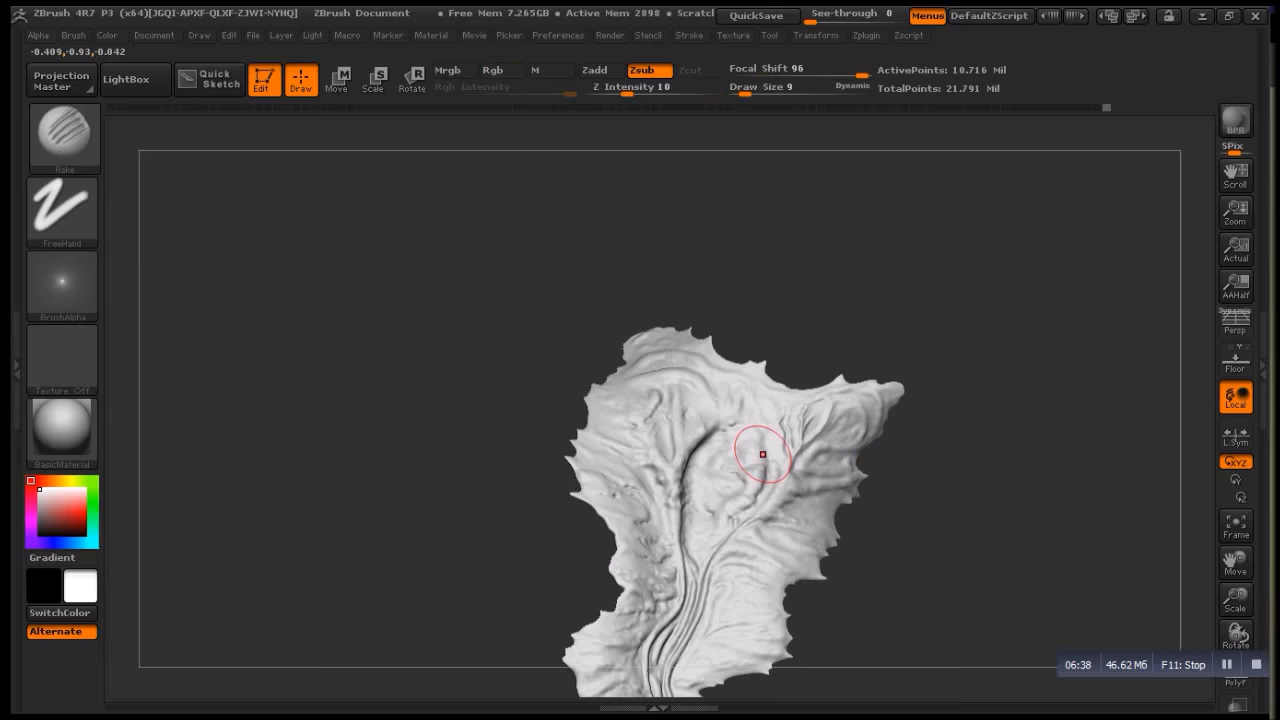 ZBrush 4R7 P3 (x64)[JGQI-APXF-QLXF-ZJWI-NYHQ] ZBrush Document ● Free Mem 7.265GB ● Active Mem 2898 ● Scratch QuickSave See-through 0 Menus DefaultZScript
Alpha Brush Color Document Draw Edit File Layer Light Macro Marker Material Movie Picker Preferences Render Stencil Stroke Texture Tool Transform Zplugin Zscript
-0.409,-0.93,-0.042
Projection
Master
LightBox
Quick
Sketch
Edit
Draw
Move
Scale
Rotate
Mrgb Rgb M
Rgb Intensity
Zadd Zsub Zcut
Z Intensity 10
Focal Shift 96
Draw Size 9 Dynamic
ActivePoints: 10.716 Mil
TotalPoints: 21.791 Mil
Rake
FreeHand
BrushAlpha
Texture Off
BasicMaterial
Gradient
SwitchColor
Alternate
BPR
SPix
Scroll
Zoom
Actual
AAHalf
Dynamic
Persp
Floor
Local
L.Sym
XYZ
Frame
Move
Scale
Rotate
PolyF
06:38 46.62Мб F11: Stop